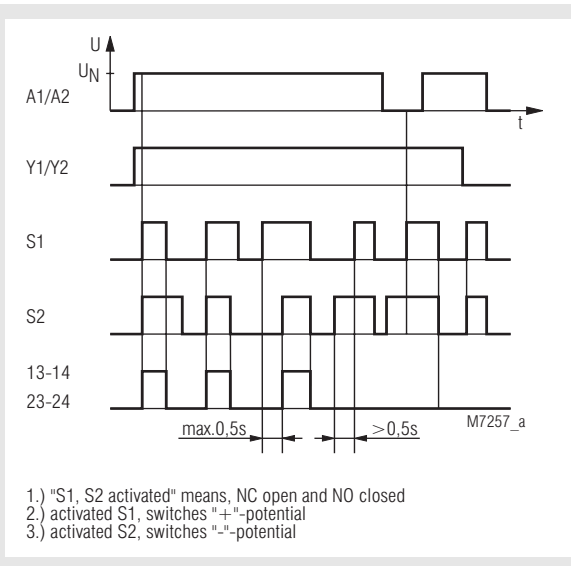 U
UN
A1/A2
t
Y1/Y2
S1
S2
13-14
23-24
max.0,5s
>0,5s
M7257_a
1.) "S1, S2 activated" means, NC open and NO closed
2.) activated S1, switches "+"-potential
3.) activated S2, switches "-"-potential